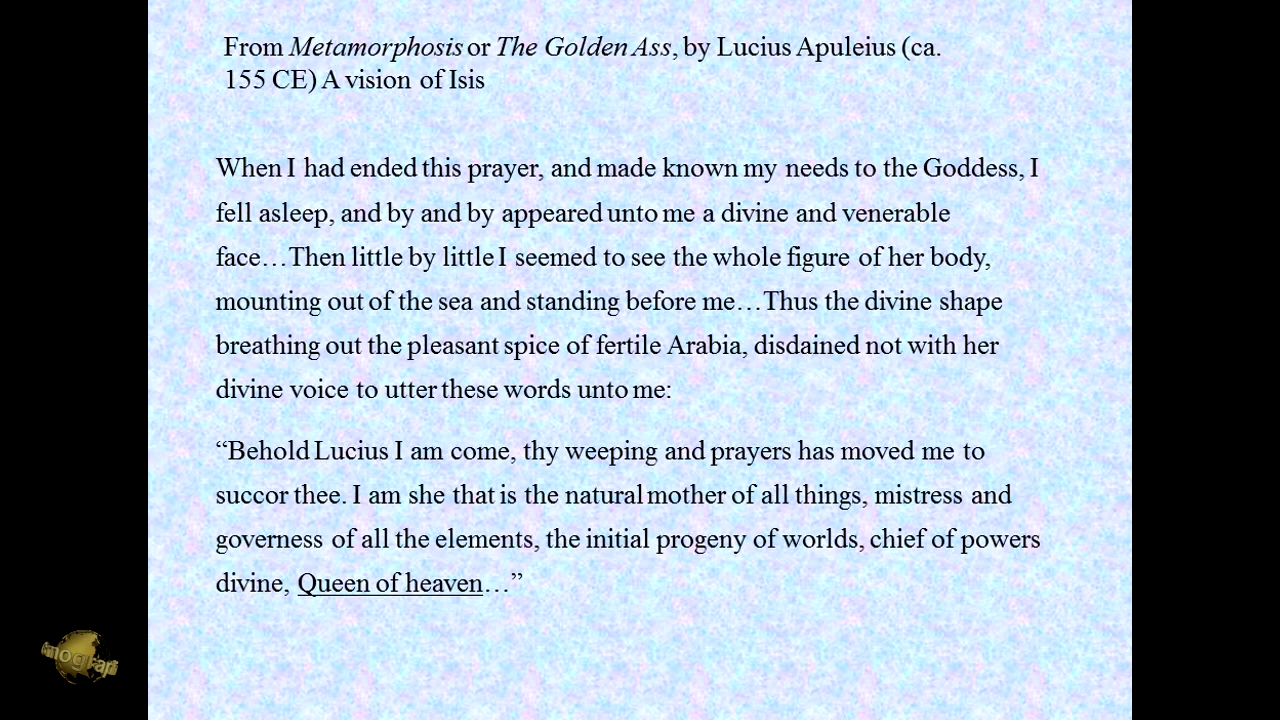 From Metamorphosis or The Golden Ass, by Lucius Apuleius (ca.
155 CE) A vision of Isis
When I had ended this prayer, and made known my needs to the Goddess, I
fell asleep, and by and by appeared unto me a divine and venerable
face…Then little by little I seemed to see the whole figure of her body,
mounting out of the sea and standing before me…Thus the divine shape
breathing out the pleasant spice of fertile Arabia, disdained not with her
divine voice to utter these words unto me:
“Behold Lucius I am come, thy weeping and prayers has moved me to
succor thee. I am she that is the natural mother of all things, mistress and
governess of all the elements, the initial progeny of worlds, chief of powers
divine, Queen of heaven…”